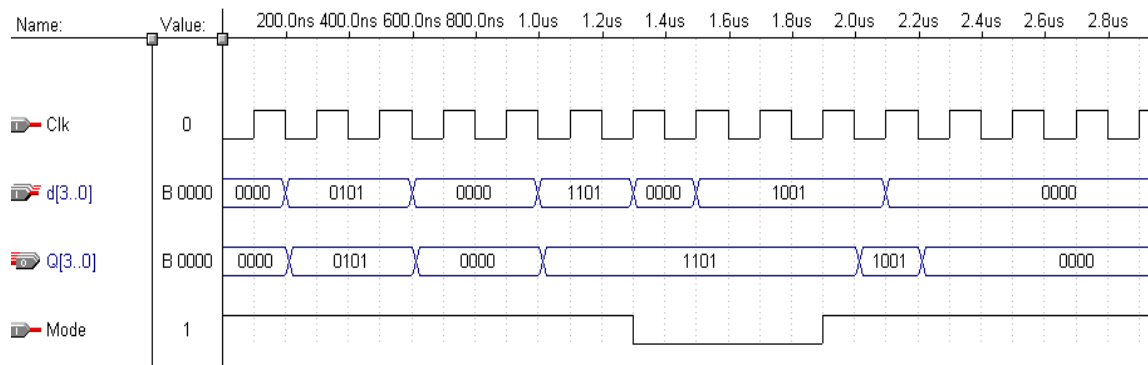 Name: Value: 200.0ns 400.0ns 600.0ns 800.0ns 1.0us 1.2us 1.4us 1.6us 1.8us 2.0us 2.2us 2.4us 2.6us 2.8us
Clk 0
d[3..0] B 0000 0000 0101 0000 1101 0000 1001 0000
Q[3..0] B 0000 0000 0101 0000 1101 1001 0000
Mode 1